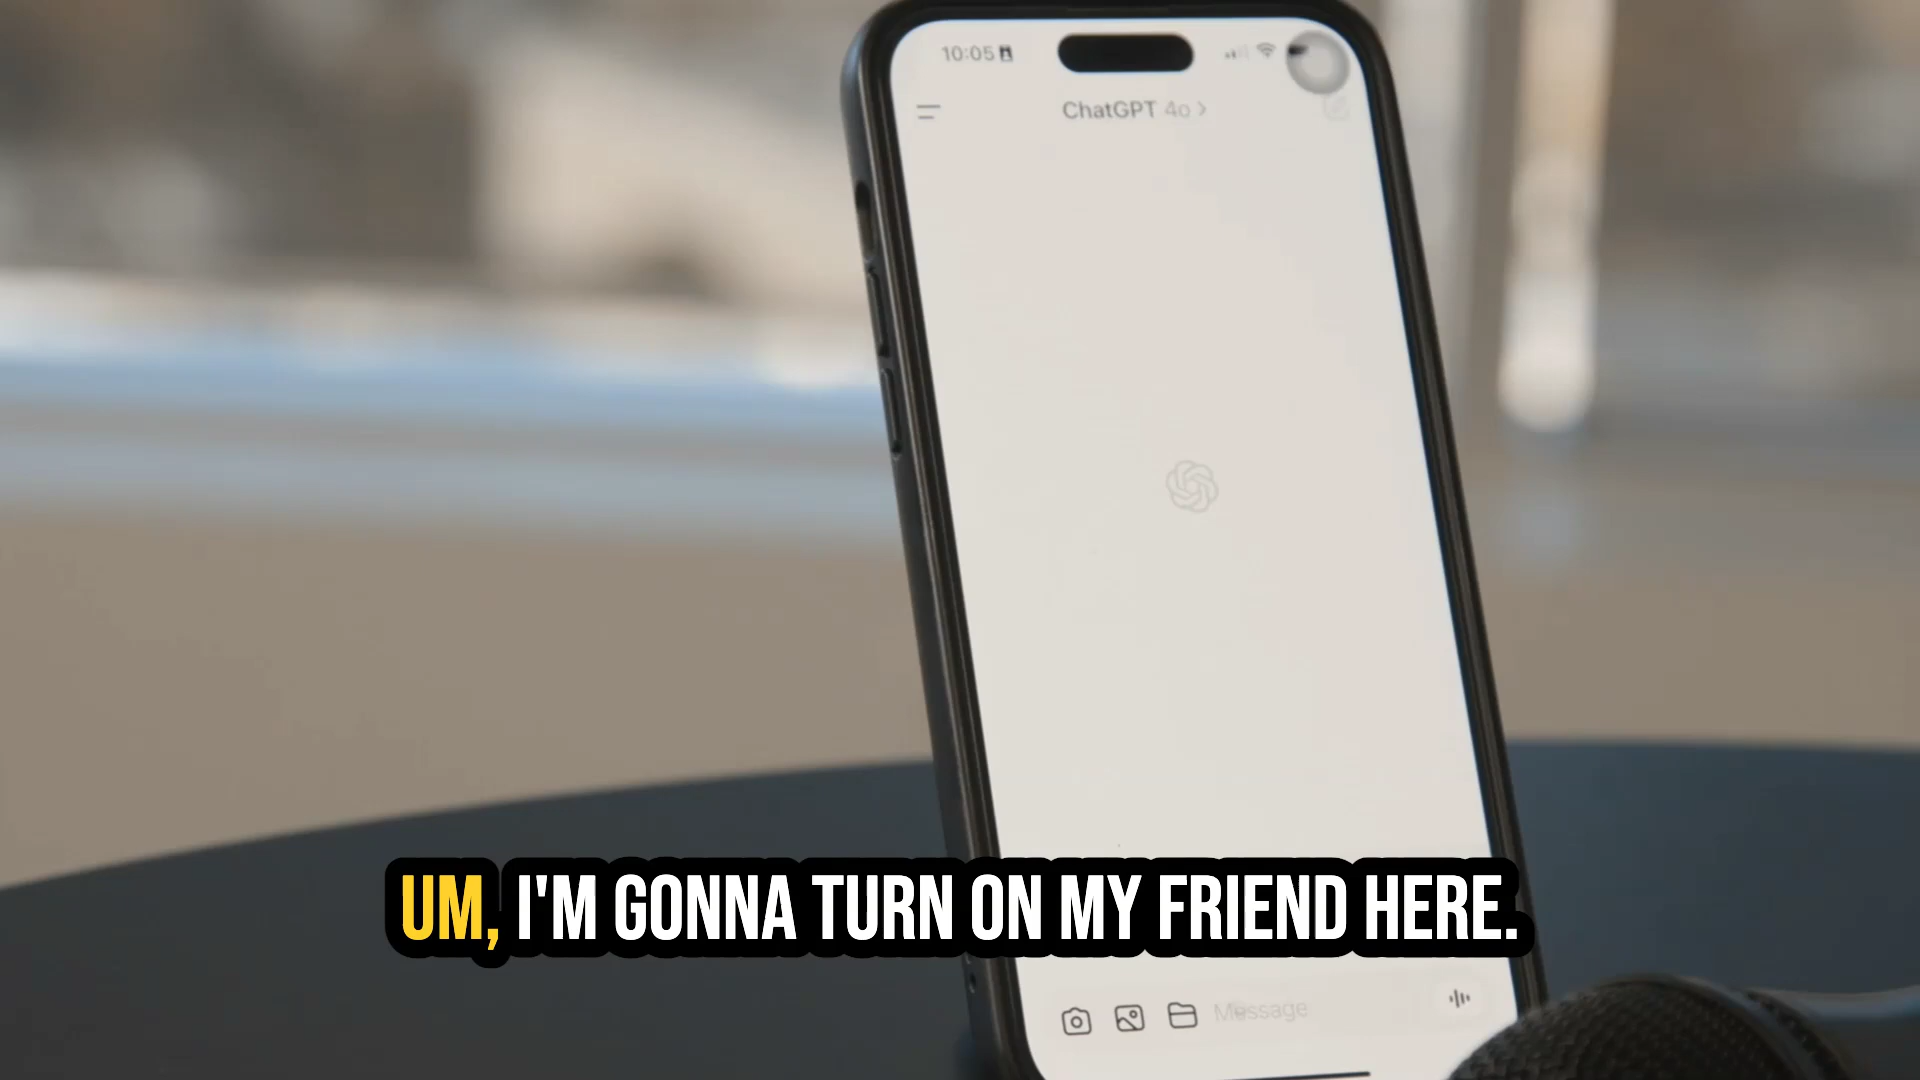 10:05
ChatGPT 4o >
UM, I'M GONNA TURN ON MY FRIEND HERE.
Message